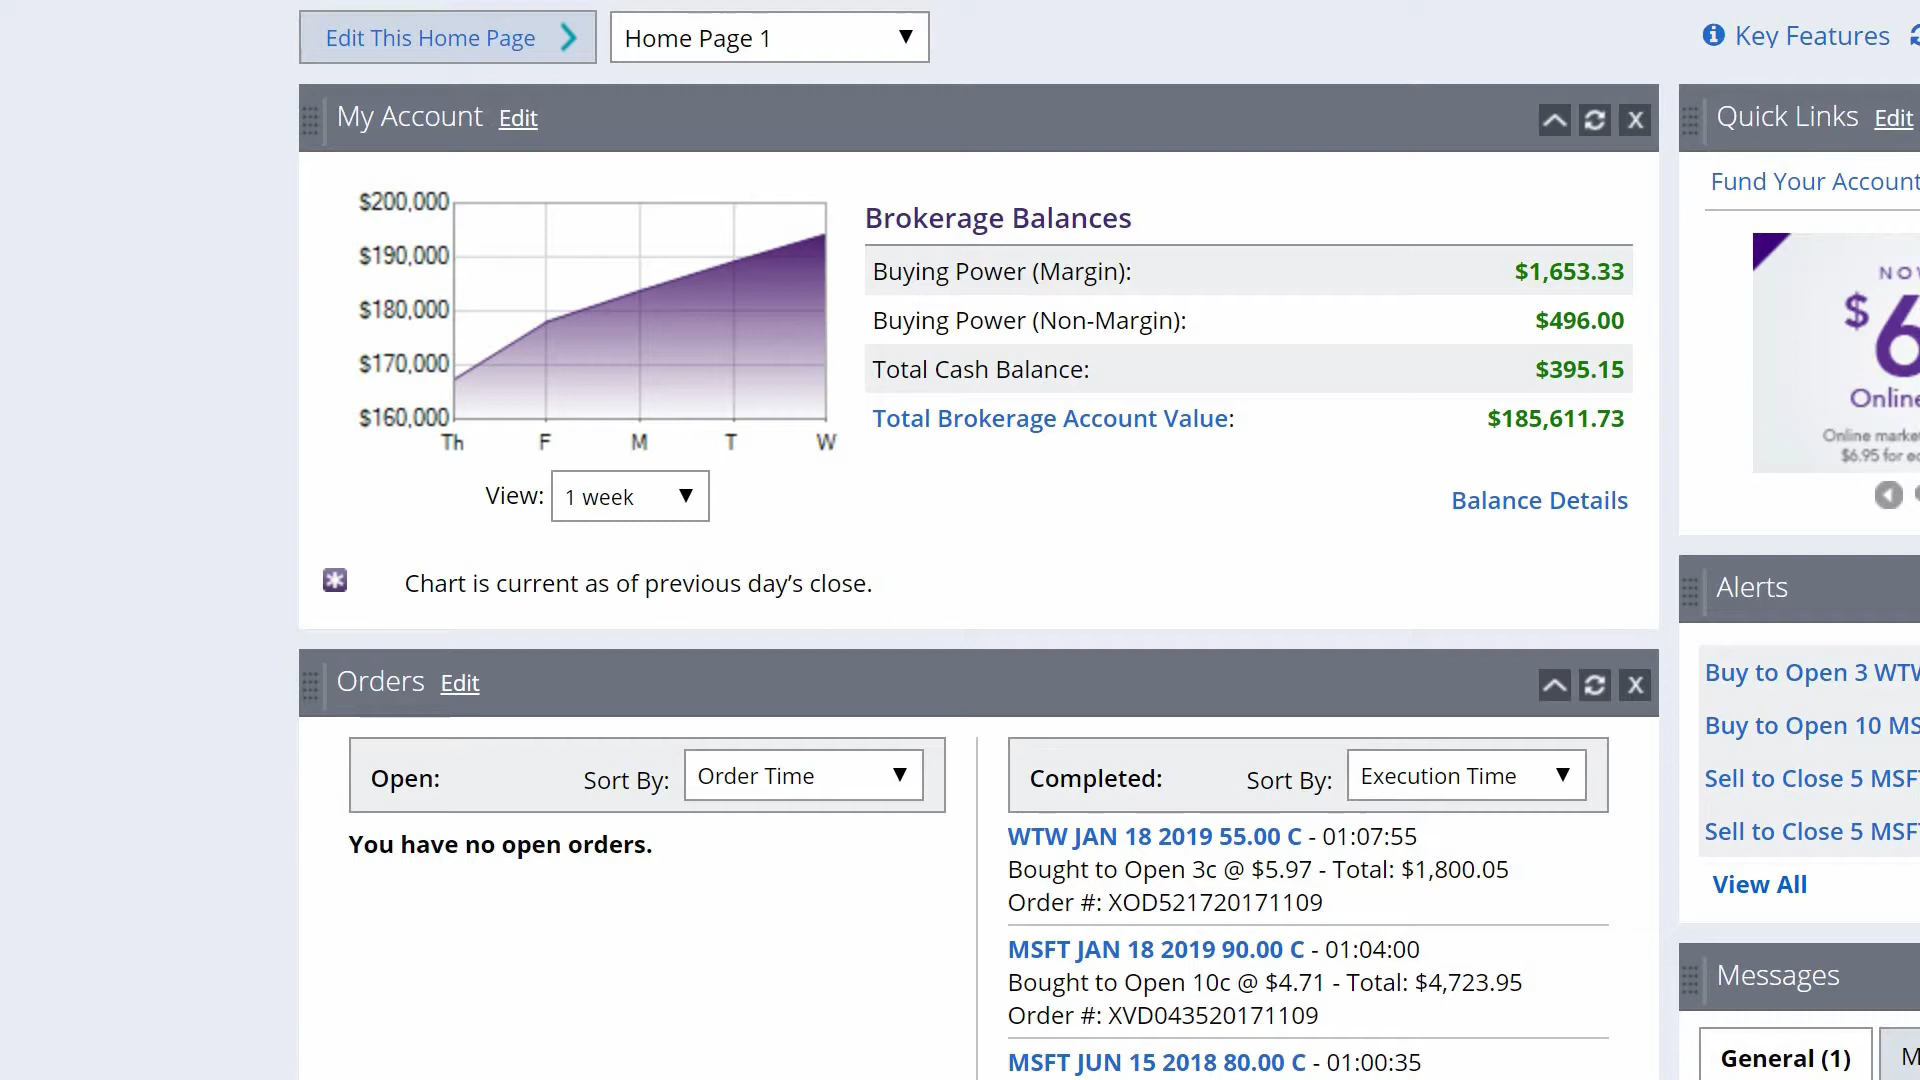 Edit This Home Page
Home Page 1
Key Features
My Account Edit
$200,000
$190,000
$180,000
$170,000
$160,000
Th F M T W
View: 1 week
Brokerage Balances
Buying Power (Margin): $1,653.33
Buying Power (Non-Margin): $496.00
Total Cash Balance: $395.15
Total Brokerage Account Value: $185,611.73
Balance Details
Chart is current as of previous day’s close.
Orders Edit
Open: Sort By: Order Time
You have no open orders.
Completed: Sort By: Execution Time
WTW JAN 18 2019 55.00 C - 01:07:55
Bought to Open 3c @ $5.97 - Total: $1,800.05
Order #: XOD521720171109
MSFT JAN 18 2019 90.00 C - 01:04:00
Bought to Open 10c @ $4.71 - Total: $4,723.95
Order #: XVD043520171109
MSFT JUN 15 2018 80.00 C - 01:00:35
Quick Links Edit
Fund Your Account
NO
$6
Online
Online marke
$6.95 for
Alerts
Buy to Open 3 WTW
Buy to Open 10 MS
Sell to Close 5 MSF
Sell to Close 5 MSF
View All
Messages
General (1)